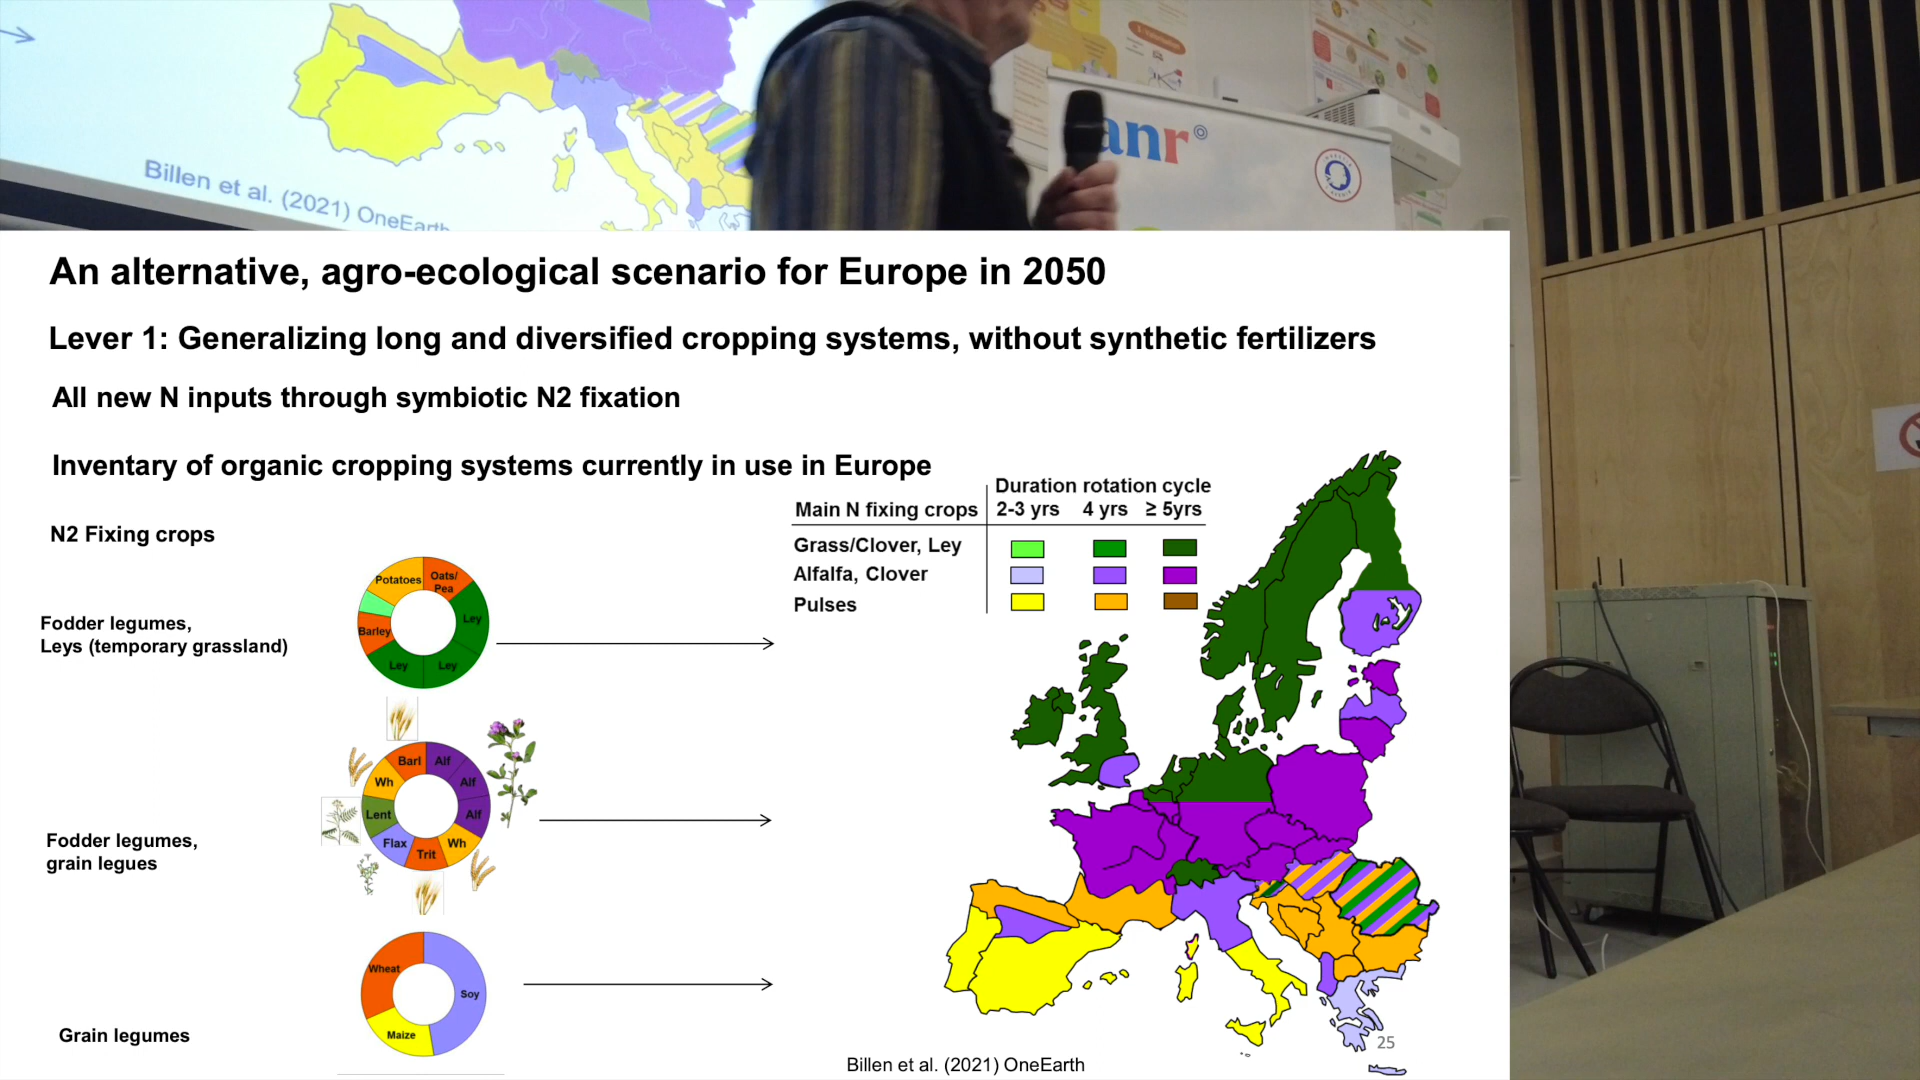 Billen et al. (2021) OneEarth
anr
An alternative, agro-ecological scenario for Europe in 2050
Lever 1: Generalizing long and diversified cropping systems, without synthetic fertilizers
All new N inputs through symbiotic N2 fixation
Inventary of organic cropping systems currently in use in Europe
Duration rotation cycle
Main N fixing crops 2-3 yrs 4 yrs ≥ 5yrs
Grass/Clover, Ley
Alfalfa, Clover
Pulses
N2 Fixing crops
Fodder legumes,
Leys (temporary grassland)
Potatoes
Oats/
Pea
Ley
Ley
Ley
Barley
Fodder legumes,
grain legues
Barl
Alf
Alf
Alf
Wh
Trit
Flax
Lent
Wh
Grain legumes
Wheat
Soy
Maize
Billen et al. (2021) OneEarth
25